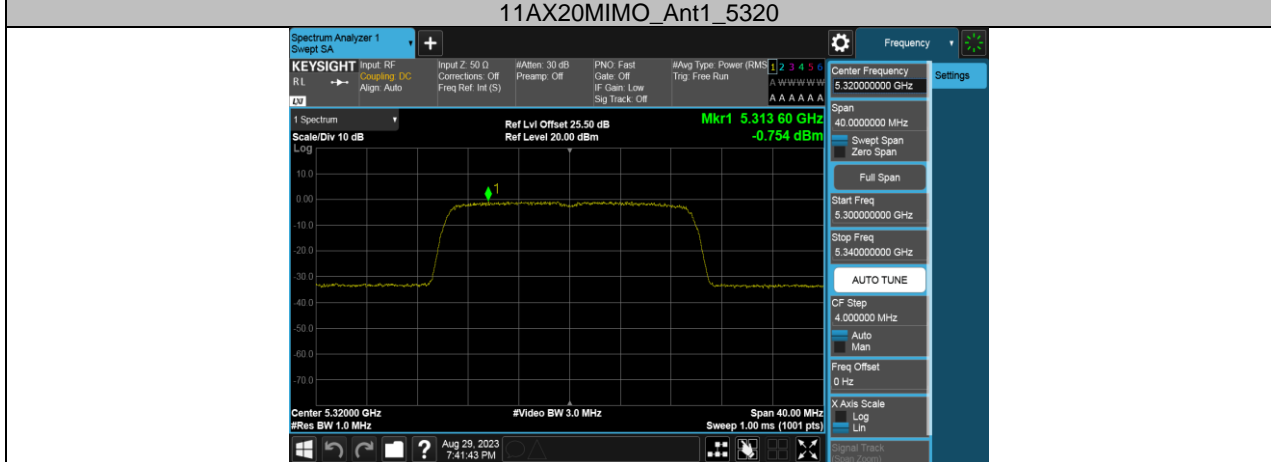 11AX20MIMO_Ant1_5320
Spectrum Analyzer 1
Swept SA
+
Frequency
KEYSIGHT
RL
LXI
Input: RF
Coupling: DC
Align: Auto
Input Z: 50 Ω
Corrections: Off
Freq Ref: Int (S)
#Atten: 30 dB
Preamp: Off
PNO: Fast
Gate: Off
IF Gain: Low
Sig Track: Off
#Avg Type: Power (RMS
Trig: Free Run
1 2 3 4 5 6
A W W W W W
A A A A A A
Center Frequency
5.320000000 GHz
Settings
Span
40.0000000 MHz
Swept Span
Zero Span
Full Span
Start Freq
5.300000000 GHz
Stop Freq
5.340000000 GHz
AUTO TUNE
CF Step
4.000000 MHz
Auto
Man
Freq Offset
0 Hz
X Axis Scale
Log
Lin
Signal Track
(Span Zoom)
1 Spectrum
Scale/Div 10 dB
Log
Ref Lvl Offset 25.50 dB
Ref Level 20.00 dBm
Mkr1 5.313 60 GHz
-0.754 dBm
10.0
0.00
-10.0
-20.0
-30.0
-40.0
-50.0
-60.0
-70.0
1
Center 5.32000 GHz
#Res BW 1.0 MHz
#Video BW 3.0 MHz
Span 40.00 MHz
Sweep 1.00 ms (1001 pts)
?
Aug 29, 2023
7:41:43 PM